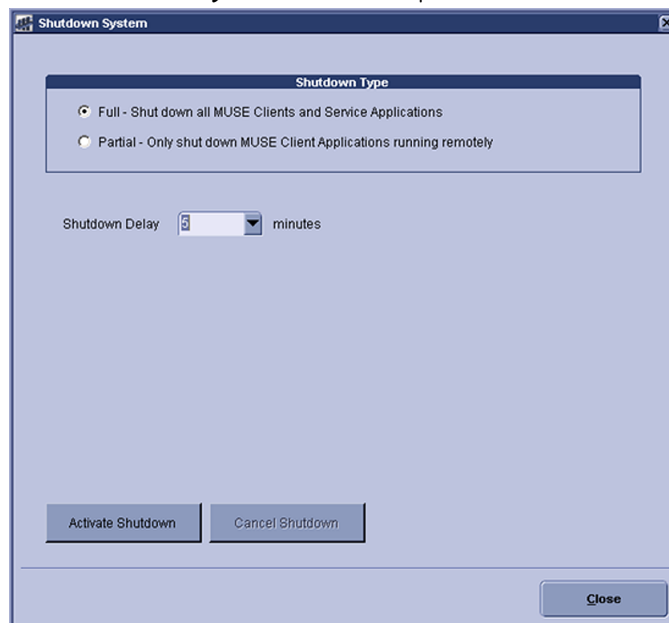 Shutdown System
Shutdown Type
Full - Shut down all MUSE Clients and Service Applications
Partial - Only shut down MUSE Client Applications running remotely
Shutdown Delay 5 minutes
Activate Shutdown Cancel Shutdown
Close